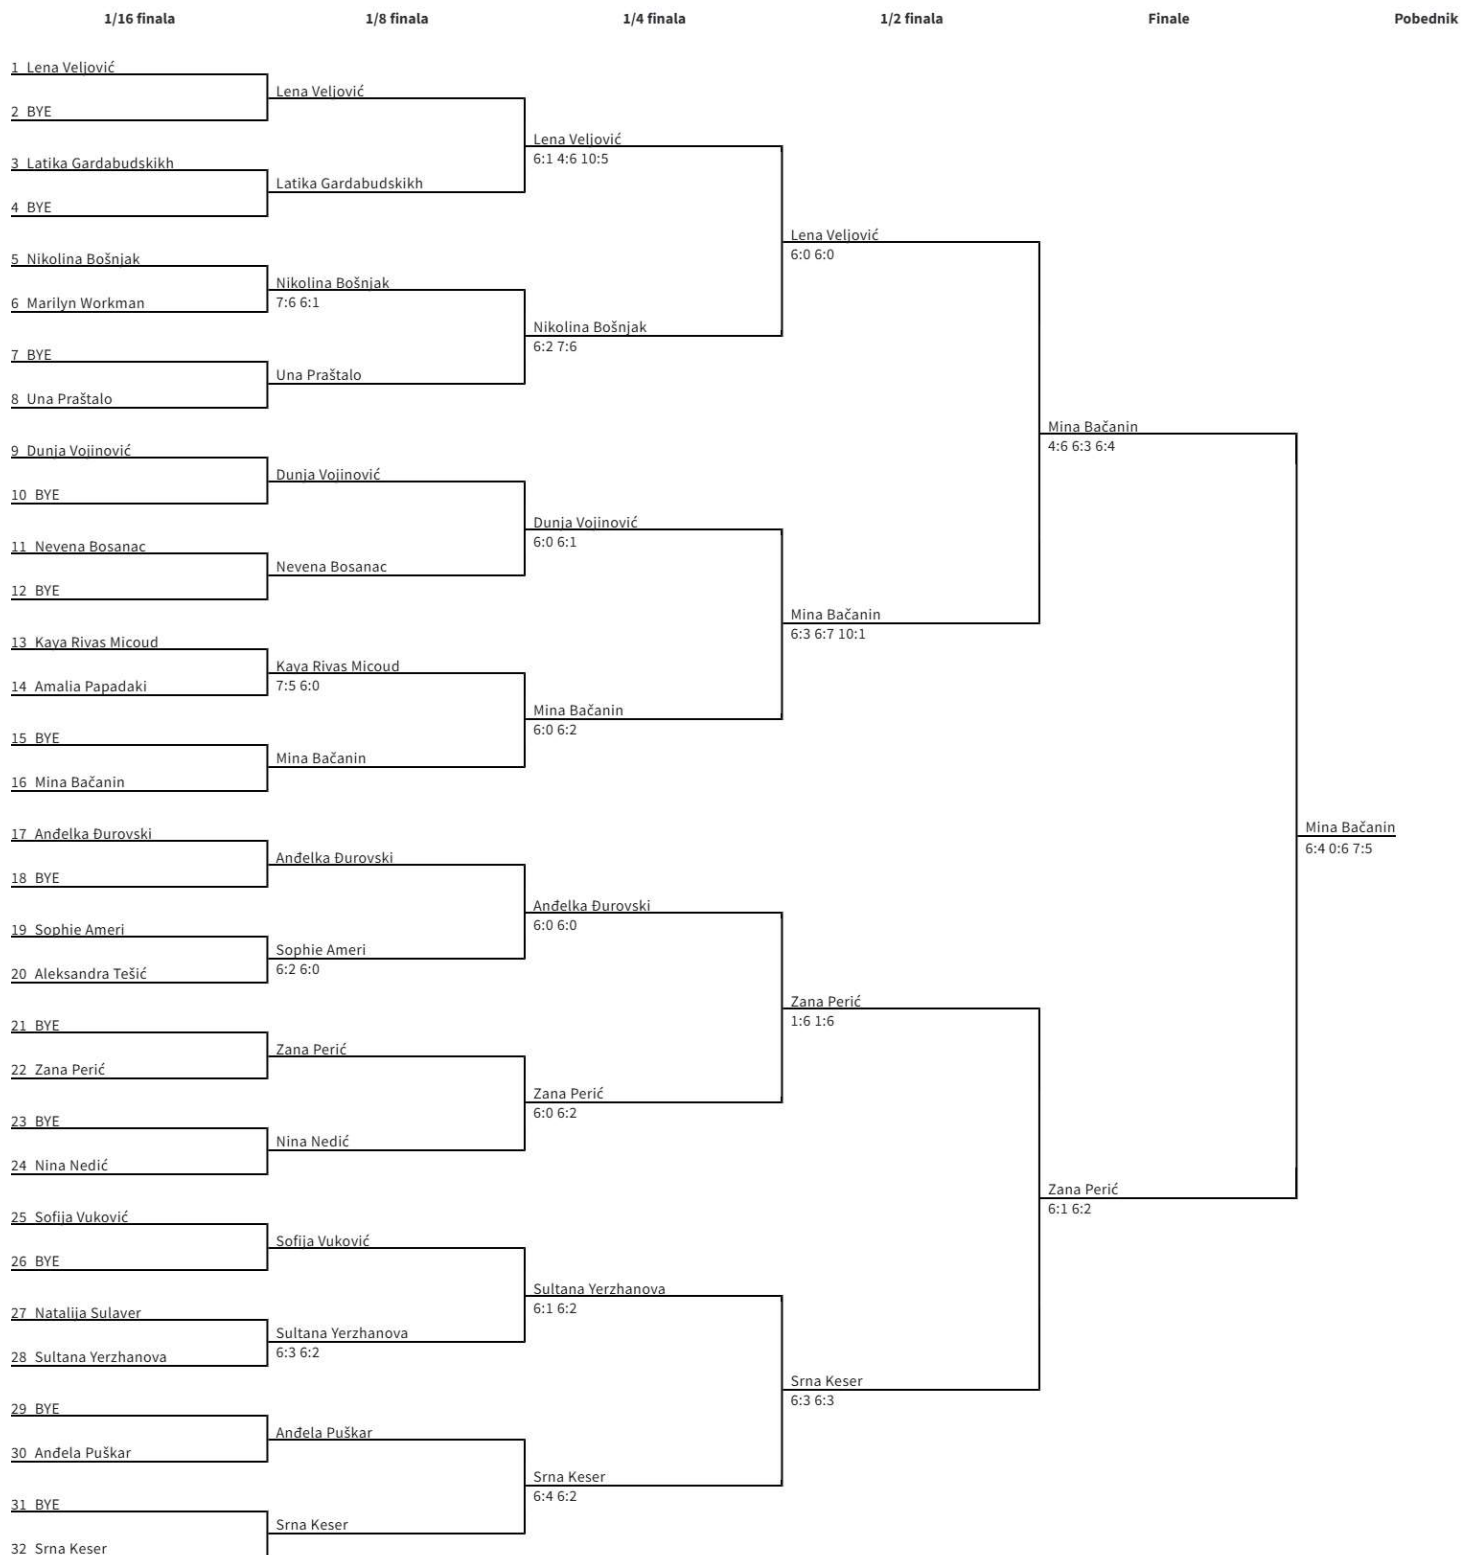 1/16 finala
1/8 finala
1/4 finala
1/2 finala
Finale
Pobednik
1 Lena Veljović
2 BYE
3 Latika Gardabudskikh
4 BYE
5 Nikolina Bošnjak
6 Marilyn Workman
7 BYE
8 Una Praštalo
9 Dunja Vojinović
10 BYE
11 Nevena Bosanac
12 BYE
13 Kaya Rivas Micoud
14 Amalia Papadaki
15 BYE
16 Mina Bačanin
17 Anđelka Đurovski
18 BYE
19 Sophie Ameri
20 Aleksandra Tešić
21 BYE
22 Zana Perić
23 BYE
24 Nina Nedić
25 Sofija Vuković
26 BYE
27 Natalija Sulaver
28 Sultana Yerzhanova
29 BYE
30 Anđela Puškar
31 BYE
32 Srna Keser
Lena Veljović
Latika Gardabudskikh
Nikolina Bošnjak
7:6 6:1
Una Praštalo
Dunja Vojinović
Nevena Bosanac
Kaya Rivas Micoud
7:5 6:0
Mina Bačanin
Anđelka Đurovski
Sophie Ameri
6:2 6:0
Zana Perić
Nina Nedić
Sofija Vuković
Sultana Yerzhanova
6:3 6:2
Anđela Puškar
Srna Keser
Lena Veljović
6:1 4:6 10:5
Nikolina Bošnjak
6:2 7:6
Dunja Vojinović
6:0 6:1
Mina Bačanin
6:0 6:2
Anđelka Đurovski
6:0 6:0
Zana Perić
6:0 6:2
Sultana Yerzhanova
6:1 6:2
Srna Keser
6:4 6:2
Lena Veljović
6:0 6:0
Mina Bačanin
6:3 6:7 10:1
Zana Perić
1:6 1:6
Srna Keser
6:3 6:3
Mina Bačanin
4:6 6:3 6:4
Zana Perić
6:1 6:2
Mina Bačanin
6:4 0:6 7:5